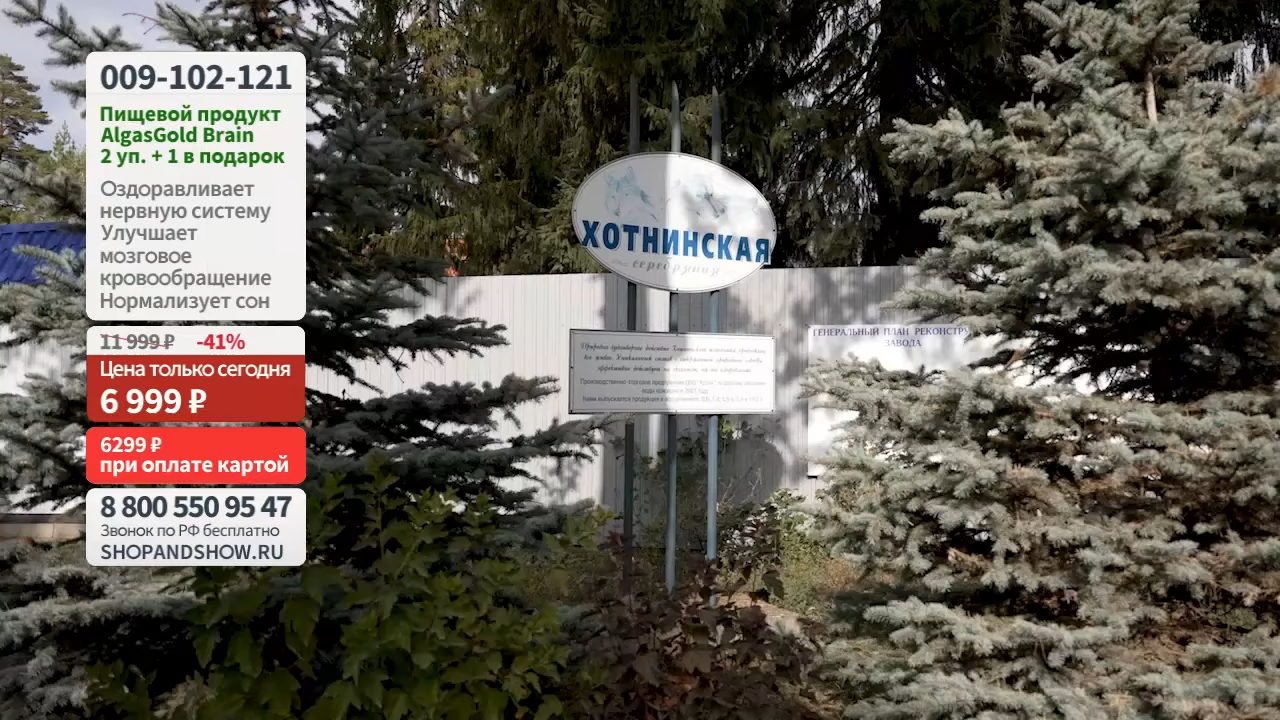 009-102-121
Пищевой продукт
AlgasGold Brain
2 уп. + 1 в подарок
Оздоравливает
нервную систему
Улучшает
мозговое
кровообращение
Нормализует сон
11 999 ₽ -41%
Цена только сегодня
6 999 ₽
6299 ₽
при оплате картой
8 800 550 95 47
Звонок по РФ бесплатно
SHOPANDSHOW.RU
ХОТНИНСКАЯ
серебряная
ГЕНЕРАЛЬНЫЙ ПЛАН РЕКОНСТРУ
ЗАВОДА